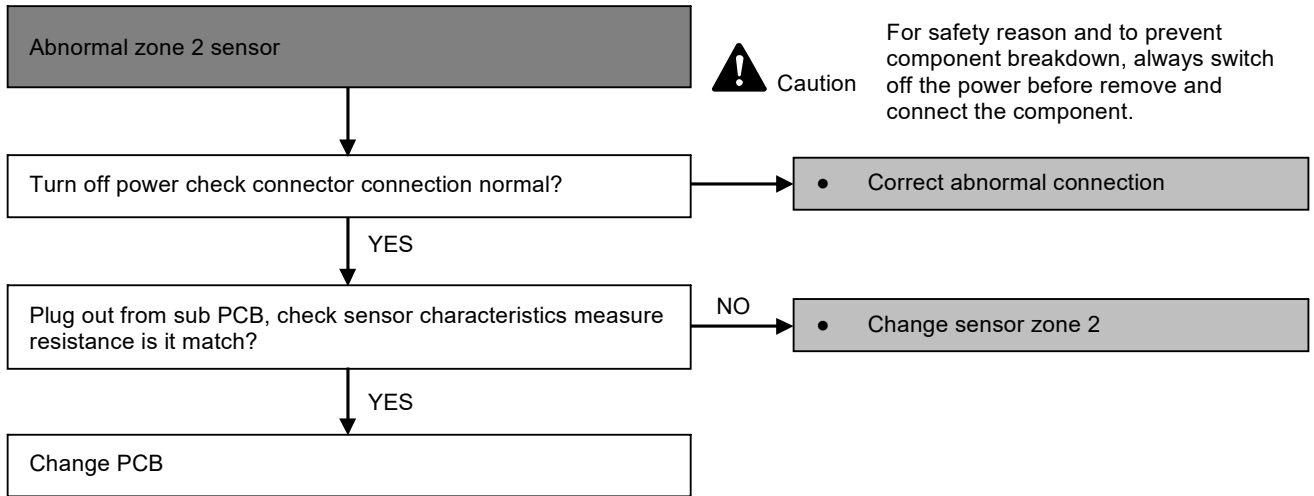 Abnormal zone 2 sensor
Caution
For safety reason and to prevent
component breakdown, always switch
off the power before remove and
connect the component.
Turn off power check connector connection normal?
● Correct abnormal connection
YES
Plug out from sub PCB, check sensor characteristics measure
resistance is it match?
NO
● Change sensor zone 2
YES
Change PCB